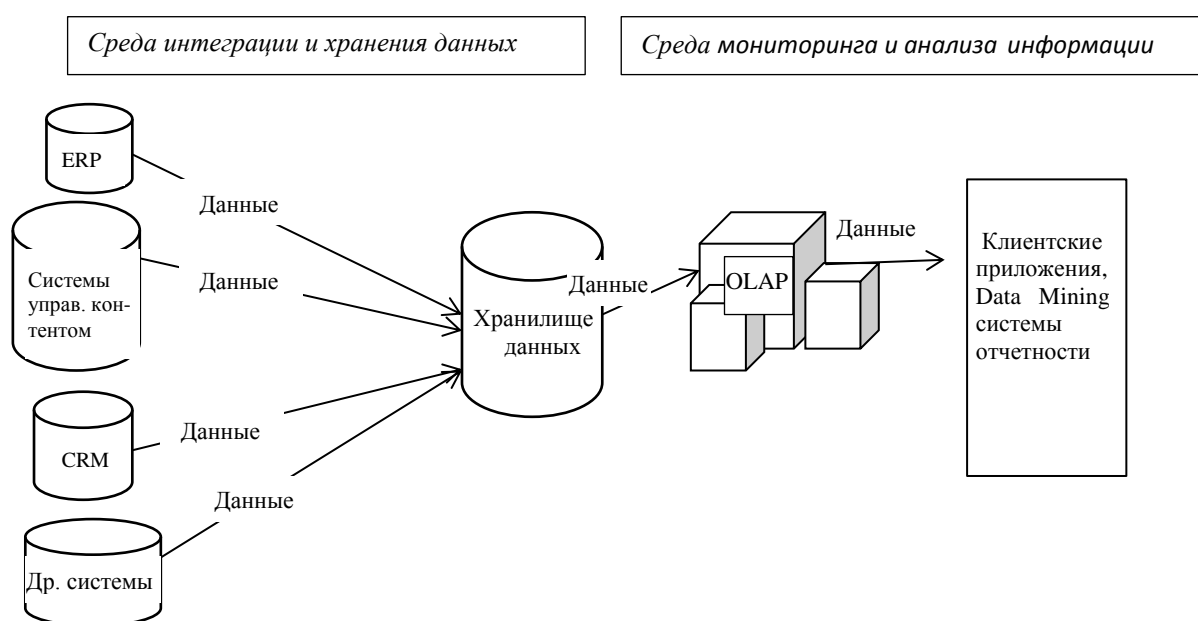 Среда интеграции и хранения данных
Среда мониторинга и анализа информации
ERP
Данные
Системы
управ. кон-
тентом
Данные
CRM
Данные
Др. системы
Данные
Хранилище
данных
Данные
OLAP
Данные
Клиентские
приложения,
Data Mining
системы
отчетности